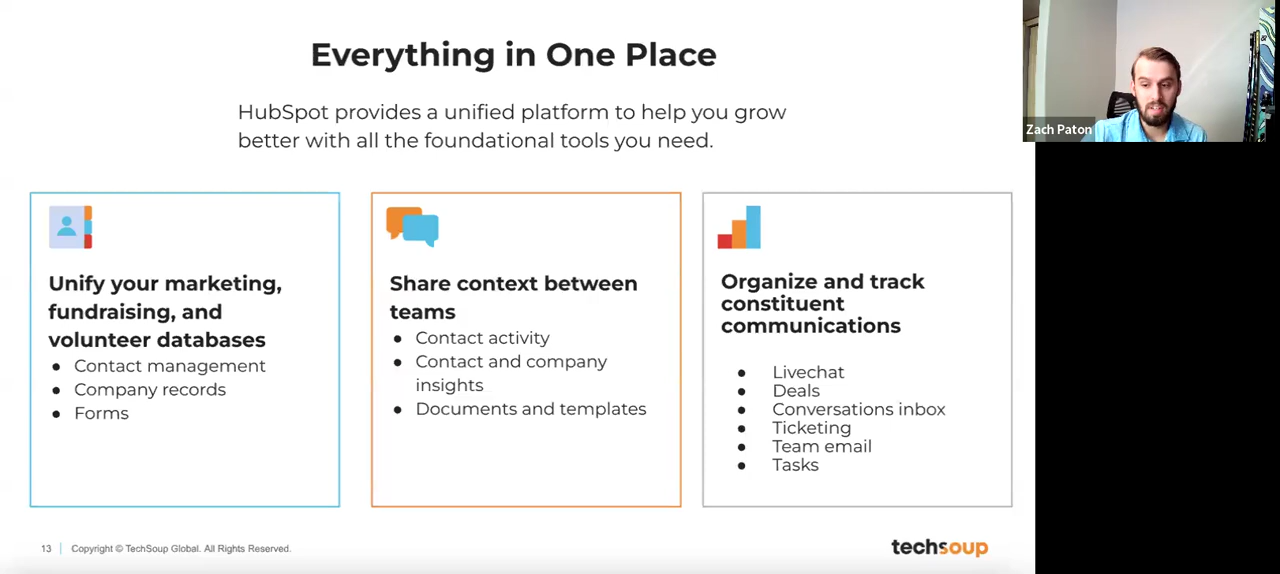 Everything in One Place
HubSpot provides a unified platform to help you grow
better with all the foundational tools you need.
Zach Paton
Unify your marketing,
fundraising, and
volunteer databases
● Contact management
● Company records
● Forms
Share context between
teams
● Contact activity
● Contact and company
insights
● Documents and templates
Organize and track
constituent
communications
● Livechat
● Deals
● Conversations inbox
● Ticketing
● Team email
● Tasks
13 | Copyright © TechSoup Global. All Rights Reserved.
techsoup